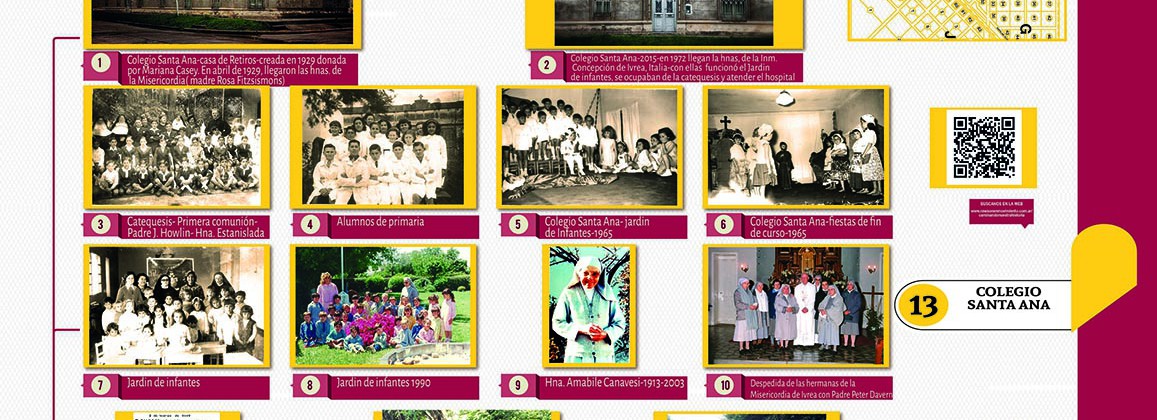 1
Colegio Santa Ana-casa de Retiros-creada en 1929 donada
por Mariana Casey. En abril de 1929, llegaron las hnas. de
la Misericordia( madre Rosa Fitzsismons)
2
Colegio Santa Ana-2015-en 1972 llegan la hnas, de la Inm.
Concepción de Ivrea, Italia-con ellas funcionó el Jardin
de infantes, se ocupaban de la catequesis y atender el hospital
J
G
3
Catequesis- Primera comunión-
Padre J. Howlin- Hna. Estanislada
4
Alumnos de primaria
5
Colegio Santa Ana- jardin
de Infantes-1965
6
Colegio Santa Ana-fiestas de fin
de curso-1965
BUSCANOS EN LA WEB
7
Jardin de infantes
8
Jardin de infantes 1990
9
Hna. Amabile Canavesi-1913-2003
10
Despedida de las hermanas de la
Misericordia de Ivrea con Padre Peter Davern
13
COLEGIO
SANTA ANA